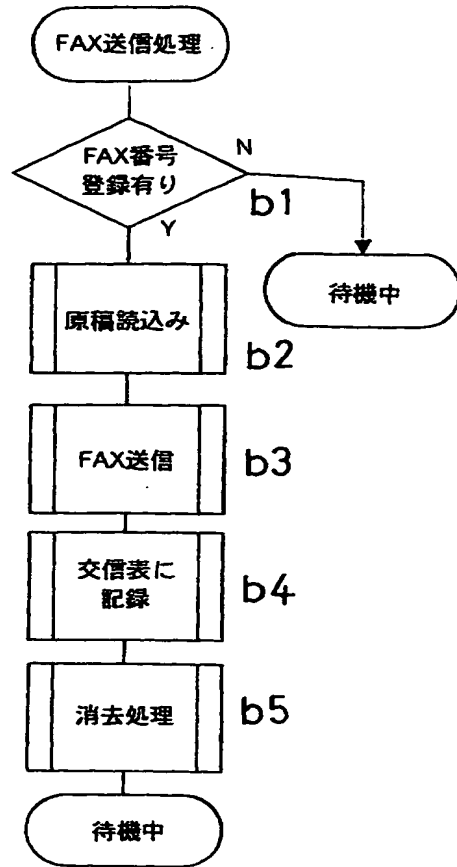 FAX送信処理
FAX番号
登録有り
N
b1
Y
待機中
原稿読込み
b2
FAX送信
b3
交信表に
記録
b4
消去処理
b5
待機中